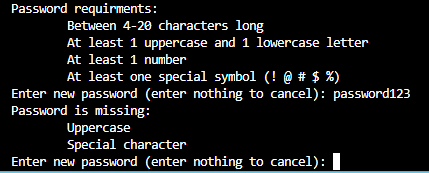 Password requirments:
Between 4-20 characters long
At least 1 uppercase and 1 lowercase letter
At least 1 number
At least one special symbol (! @ # $ %)
Enter new password (enter nothing to cancel): password123
Password is missing:
Uppercase
Special character
Enter new password (enter nothing to cancel):